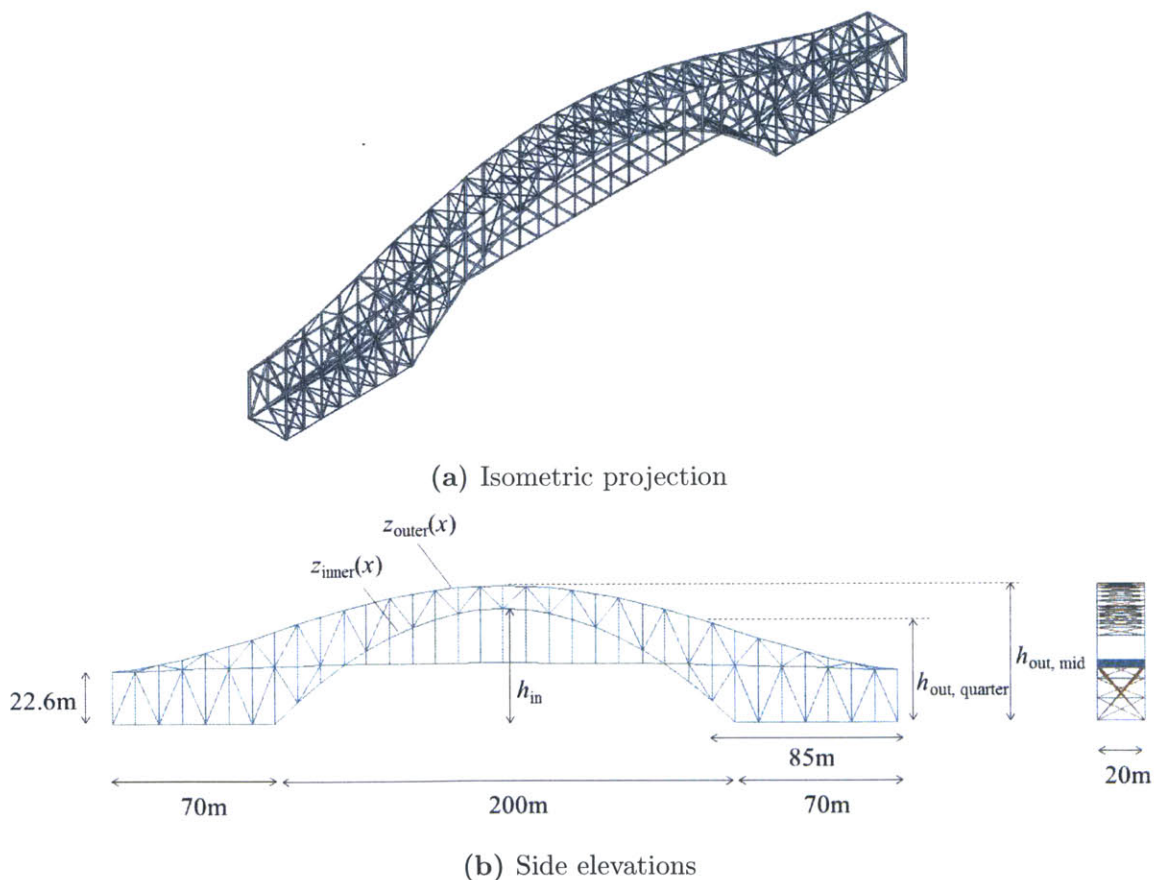 (a) Isometric projection
z_outer(x)
z_inner(x)
22.6m
h_in
h_out, quarter
h_out, mid
85m
20m
70m
200m
70m
(b) Side elevations